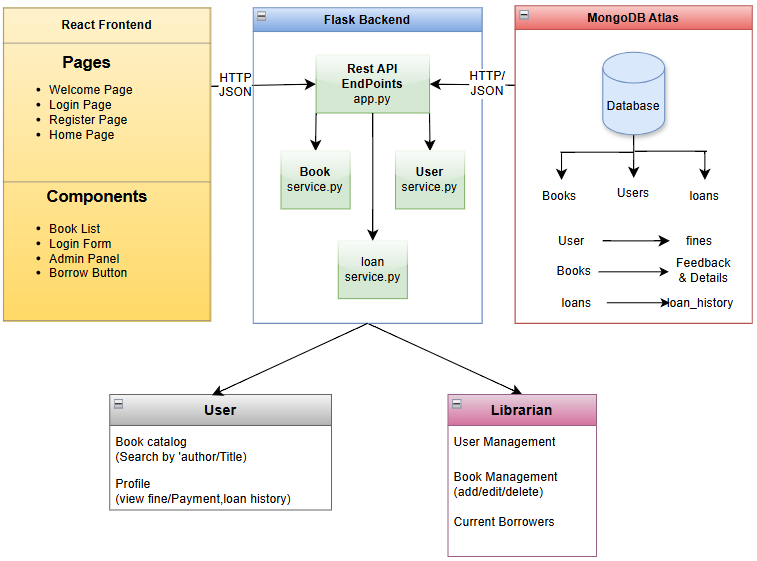 React Frontend
Pages
Welcome Page
Login Page
Register Page
Home Page
Components
Book List
Login Form
Admin Panel
Borrow Button
HTTP
JSON
Flask Backend
Rest API
EndPoints
app.py
Book
service.py
User
service.py
loan
service.py
HTTP/
JSON
MongoDB Atlas
Database
Books
Users
loans
User
fines
Books
Feedback
& Details
loans
loan_history
User
Book catalog
(Search by 'author/Title)
Profile
(view fine/Payment,loan history)
Librarian
User Management
Book Management
(add/edit/delete)
Current Borrowers